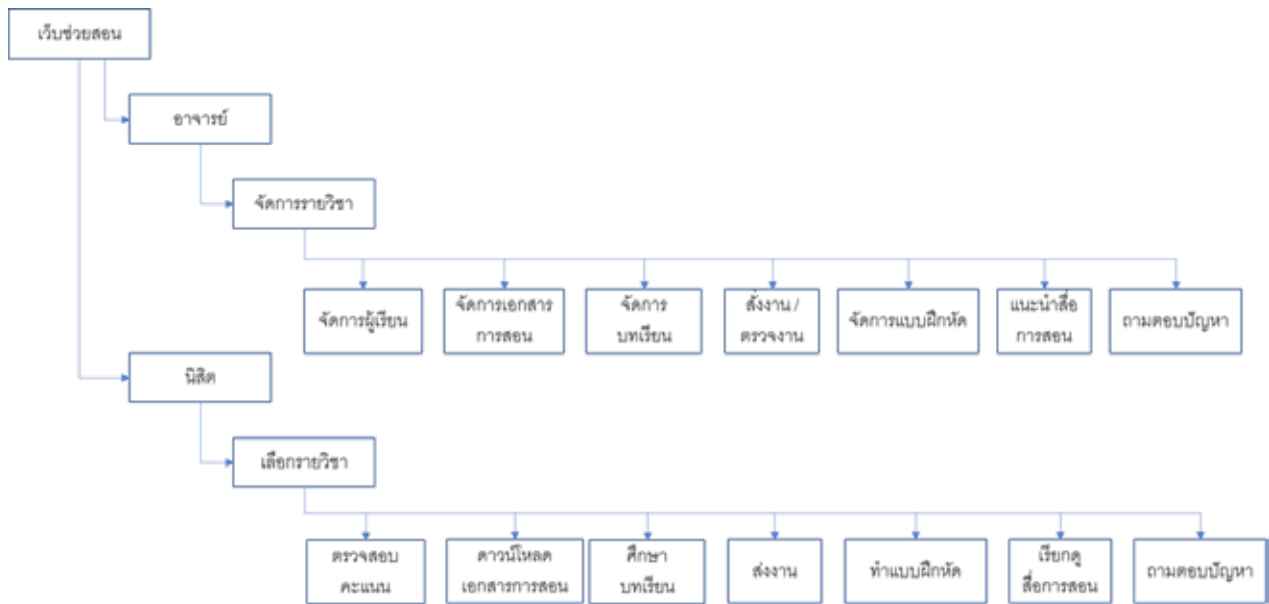 เว็บช่วยสอน
อาจารย์
จัดการรายวิชา
จัดการผู้เรียน
จัดการเอกสาร
การสอน
จัดการ
บทเรียน
สั่งงาน /
ตรวจงาน
จัดการแบบฝึกหัด
แนะนำสื่อ
การสอน
ถามตอบปัญหา
นิสิต
เลือกรายวิชา
ตรวจสอบ
คะแนน
ดาวน์โหลด
เอกสารการสอน
ศึกษา
บทเรียน
ส่งงาน
ทำแบบฝึกหัด
เรียกดู
สื่อการสอน
ถามตอบปัญหา